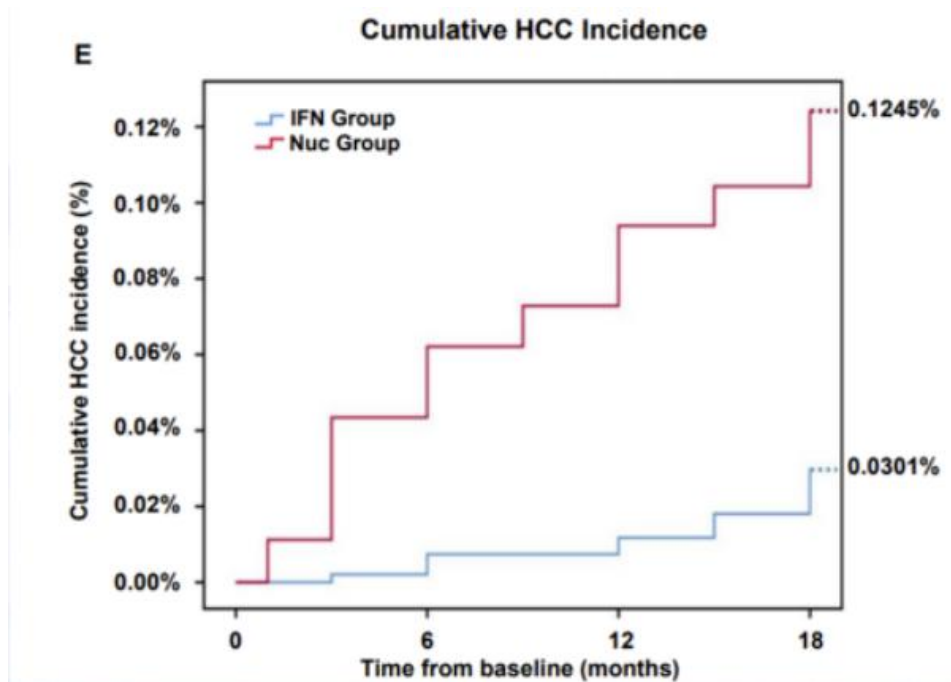 Cumulative HCC Incidence
E
IFN Group
Nuc Group
0.12%
0.10%
0.08%
0.06%
0.04%
0.02%
0.00%
Cumulative HCC incidence (%)
0.1245%
0.0301%
0 6 12 18
Time from baseline (months)